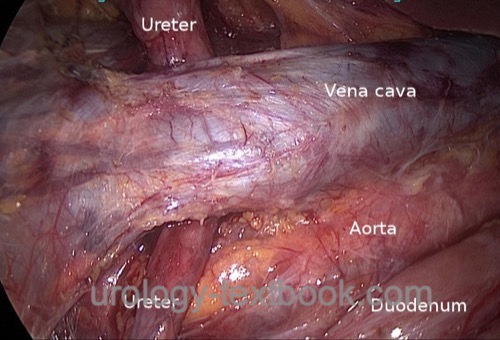 Ureter
Vena cava
Aorta
urology-textbook.com
Ureter
Duodenum